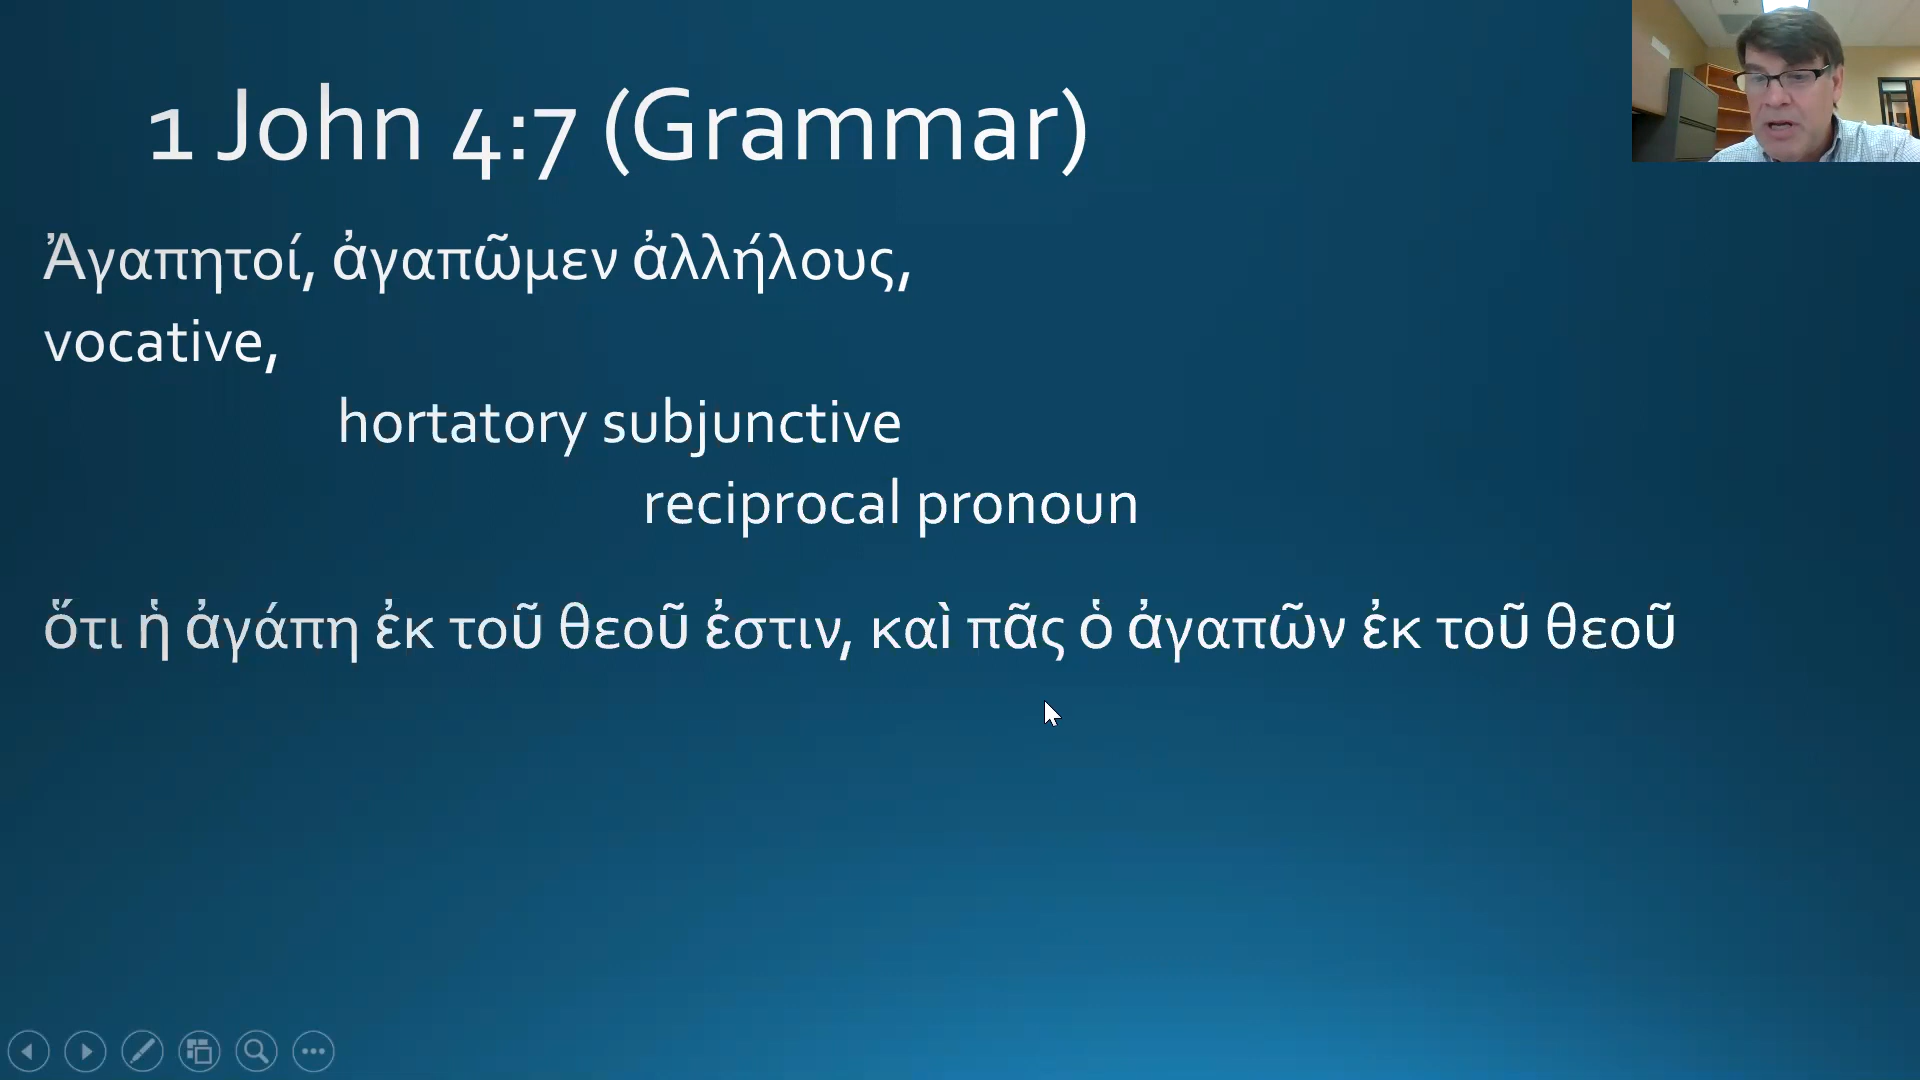 1 John 4:7 (Grammar)
Ἀγαπητοί, ἀγαπῶμεν ἀλλήλους,
vocative,
hortatory subjunctive
reciprocal pronoun
ὅτι ἡ ἀγάπη ἐκ τοῦ θεοῦ ἐστιν, καὶ πᾶς ὁ ἀγαπῶν ἐκ τοῦ θεοῦ